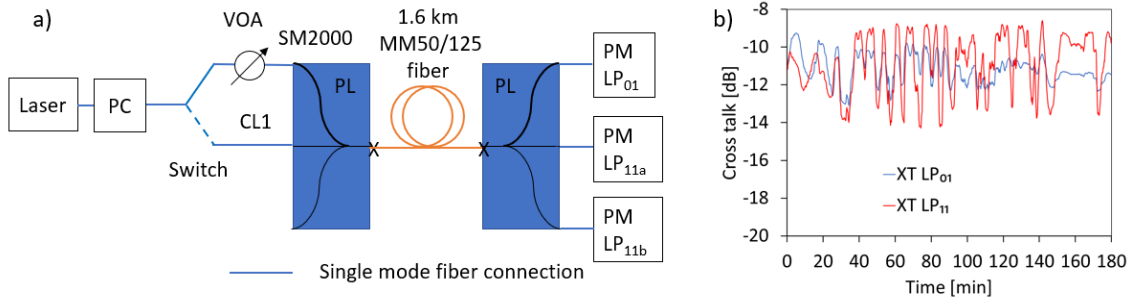 a)
VOA
SM2000
1.6 km
MM50/125
fiber
Laser
PC
PL
PL
CL1
Switch
X
X
PM
LP01
PM
LP11a
PM
LP11b
Single mode fiber connection
b)
Cross talk [dB]
-8
-10
-12
-14
-16
-18
-20
XT LP01
XT LP11
0 20 40 60 80 100 120 140 160 180
Time [min]